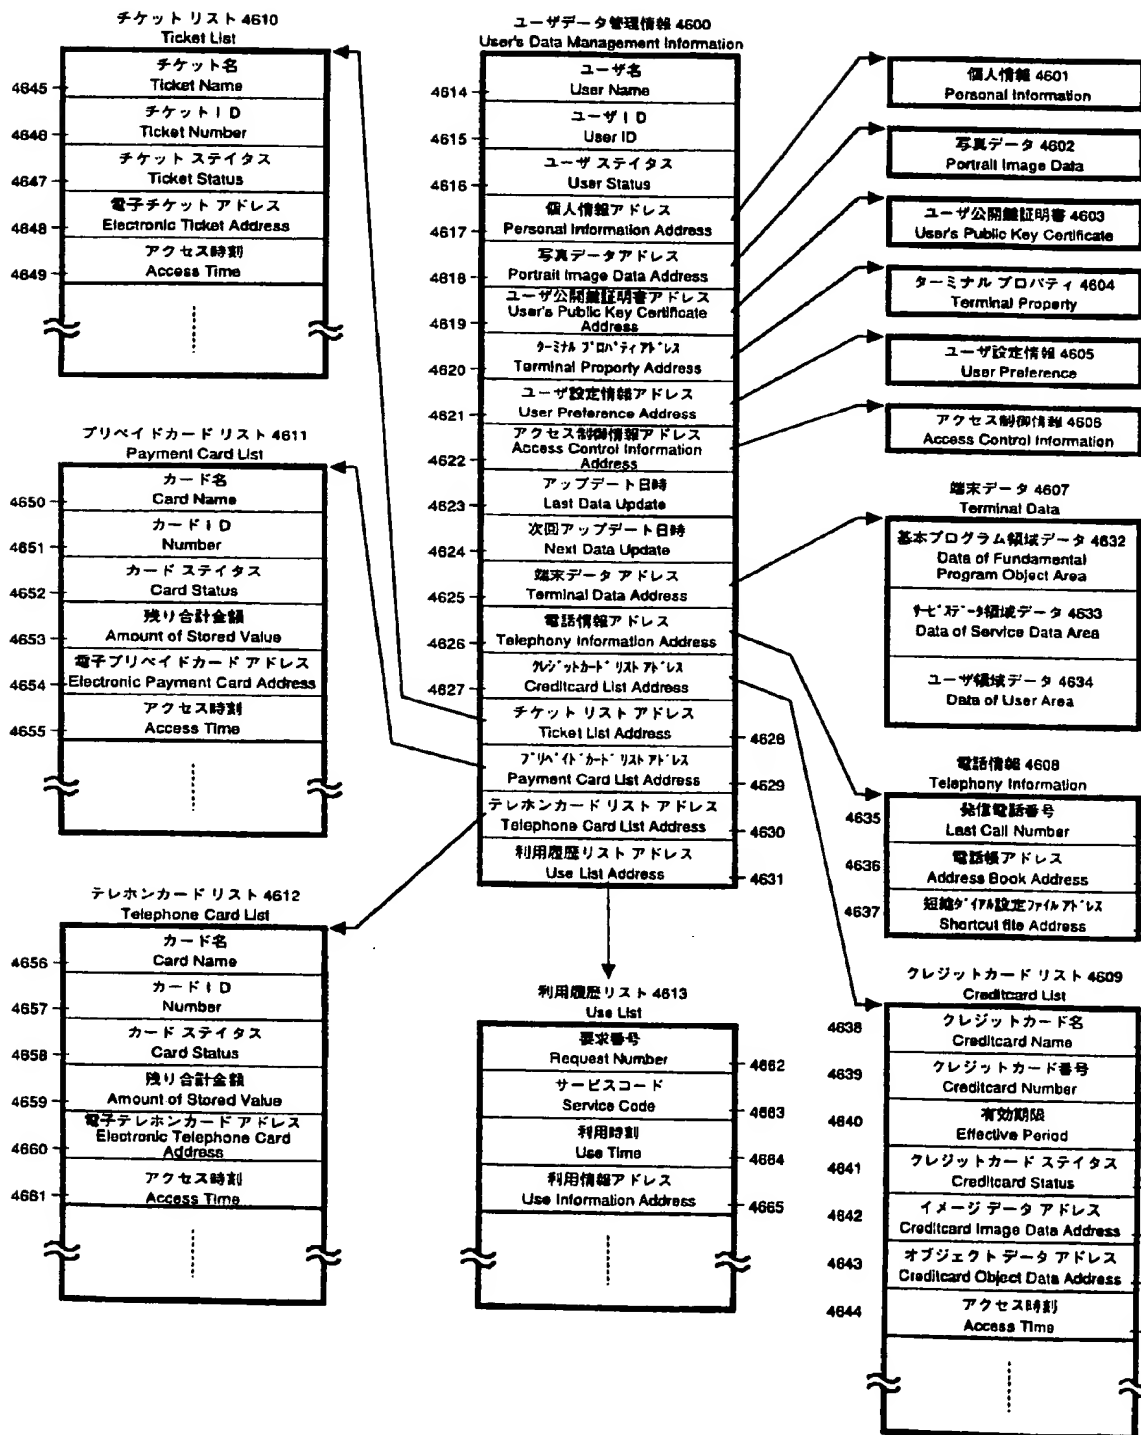 チケット リスト 4610
Ticket List
チケット名
Ticket Name
4645
チケットID
Ticket Number
4646
チケット ステイタス
Ticket Status
4647
電子チケット アドレス
Electronic Ticket Address
4648
アクセス時刻
Access Time
4649
プリペイドカード リスト 4611
Payment Card List
カード名
Card Name
4650
カードID
Number
4651
カード ステイタス
Card Status
4652
残り合計金額
Amount of Stored Value
4653
電子プリペイドカード アドレス
Electronic Payment Card Address
4654
アクセス時刻
Access Time
4655
テレホンカード リスト 4612
Telephone Card List
カード名
Card Name
4656
カードID
Number
4657
カード ステイタス
Card Status
4658
残り合計金額
Amount of Stored Value
4659
電子テレホンカード アドレス
Electronic Telephone Card
Address
4660
アクセス時刻
Access Time
4661
ユーザデータ管理情報 4600
User's Data Management Information
ユーザ名
User Name
4614
ユーザID
User ID
4615
ユーザ ステイタス
User Status
4616
個人情報アドレス
Personal Information Address
4617
写真データアドレス
Portrait Image Data Address
4618
ユーザ公開鍵証明書アドレス
User's Public Key Certificate
Address
4619
ターミナル プロパティ アドレス
Terminal Property Address
4620
ユーザ設定情報アドレス
User Preference Address
4621
アクセス制御情報アドレス
Access Control Information
Address
4622
アップデート日時
Last Data Update
4623
次回アップデート日時
Next Data Update
4624
端末データ アドレス
Terminal Data Address
4625
電話情報アドレス
Telephony Information Address
4626
クレジットカード リスト アドレス
Creditcard List Address
4627
チケット リスト アドレス
Ticket List Address
4628
プリペイドカード リスト アドレス
Payment Card List Address
4629
テレホンカード リスト アドレス
Telephone Card List Address
4630
利用履歴リスト アドレス
Use List Address
4631
利用履歴リスト 4613
Use List
要求番号
Request Number
4662
サービスコード
Service Code
4663
利用時刻
Use Time
4664
利用情報アドレス
Use Information Address
4665
個人情報 4601
Personal Information
写真データ 4602
Portrait Image Data
ユーザ公開鍵証明書 4603
User's Public Key Certificate
ターミナル プロパティ 4604
Terminal Property
ユーザ設定情報 4605
User Preference
アクセス制御情報 4606
Access Control Information
端末データ 4607
Terminal Data
基本プログラム領域データ 4632
Data of Fundamental
Program Object Area
サービスデータ領域データ 4633
Data of Service Data Area
ユーザ領域データ 4634
Data of User Area
電話情報 4608
Telephony Information
4635
発信電話番号
Last Call Number
4636
電話帳アドレス
Address Book Address
4637
短縮ダイアル設定ファイルアドレス
Shortcut file Address
クレジットカード リスト 4609
Creditcard List
4638
クレジットカード名
Creditcard Name
4639
クレジットカード番号
Creditcard Number
4640
有効期限
Effective Period
4641
クレジットカード ステイタス
Creditcard Status
4642
イメージ データ アドレス
Creditcard Image Data Address
4643
オブジェクト データ アドレス
Creditcard Object Data Address
4644
アクセス時刻
Access Time